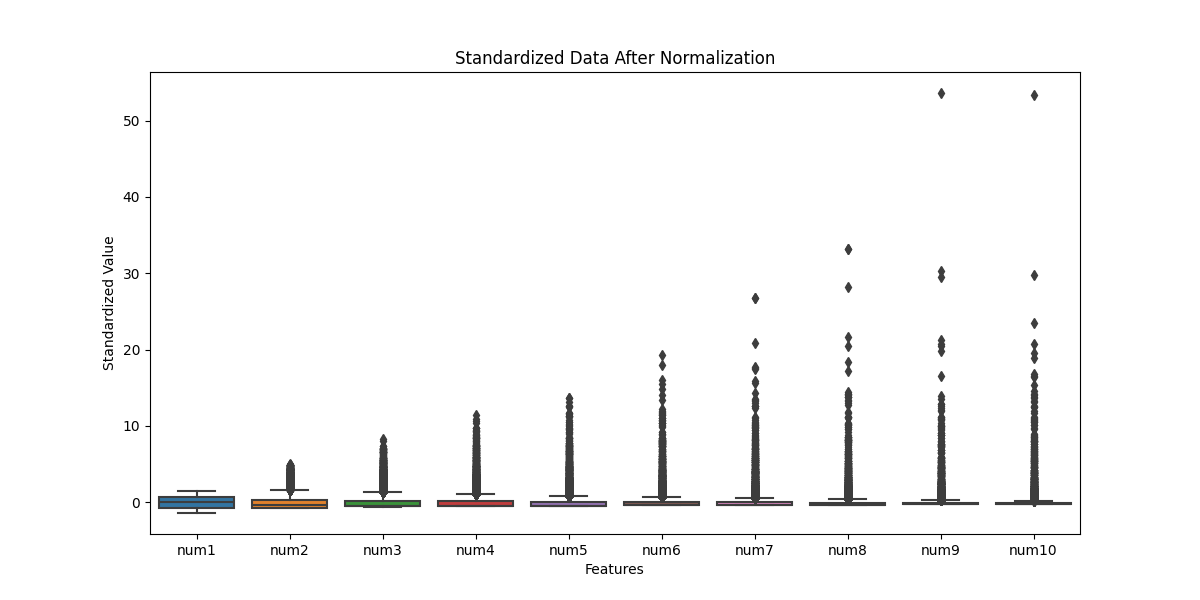 Standardized Data After Normalization
Standardized Value
50
40
30
20
10
0
num1 num2 num3 num4 num5 num6 num7 num8 num9 num10
Features